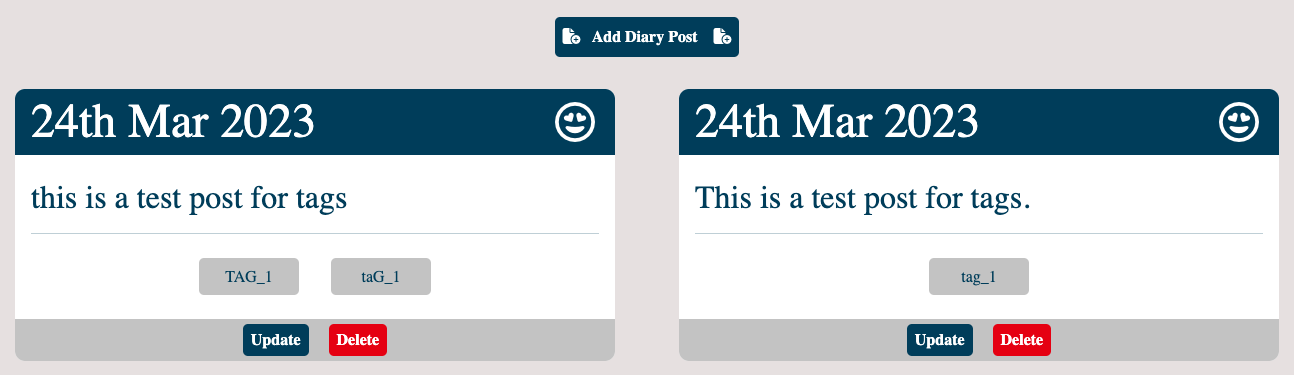 Add Diary Post
24th Mar 2023
this is a test post for tags
TAG_1 taG_1
Update Delete
24th Mar 2023
This is a test post for tags.
tag_1
Update Delete